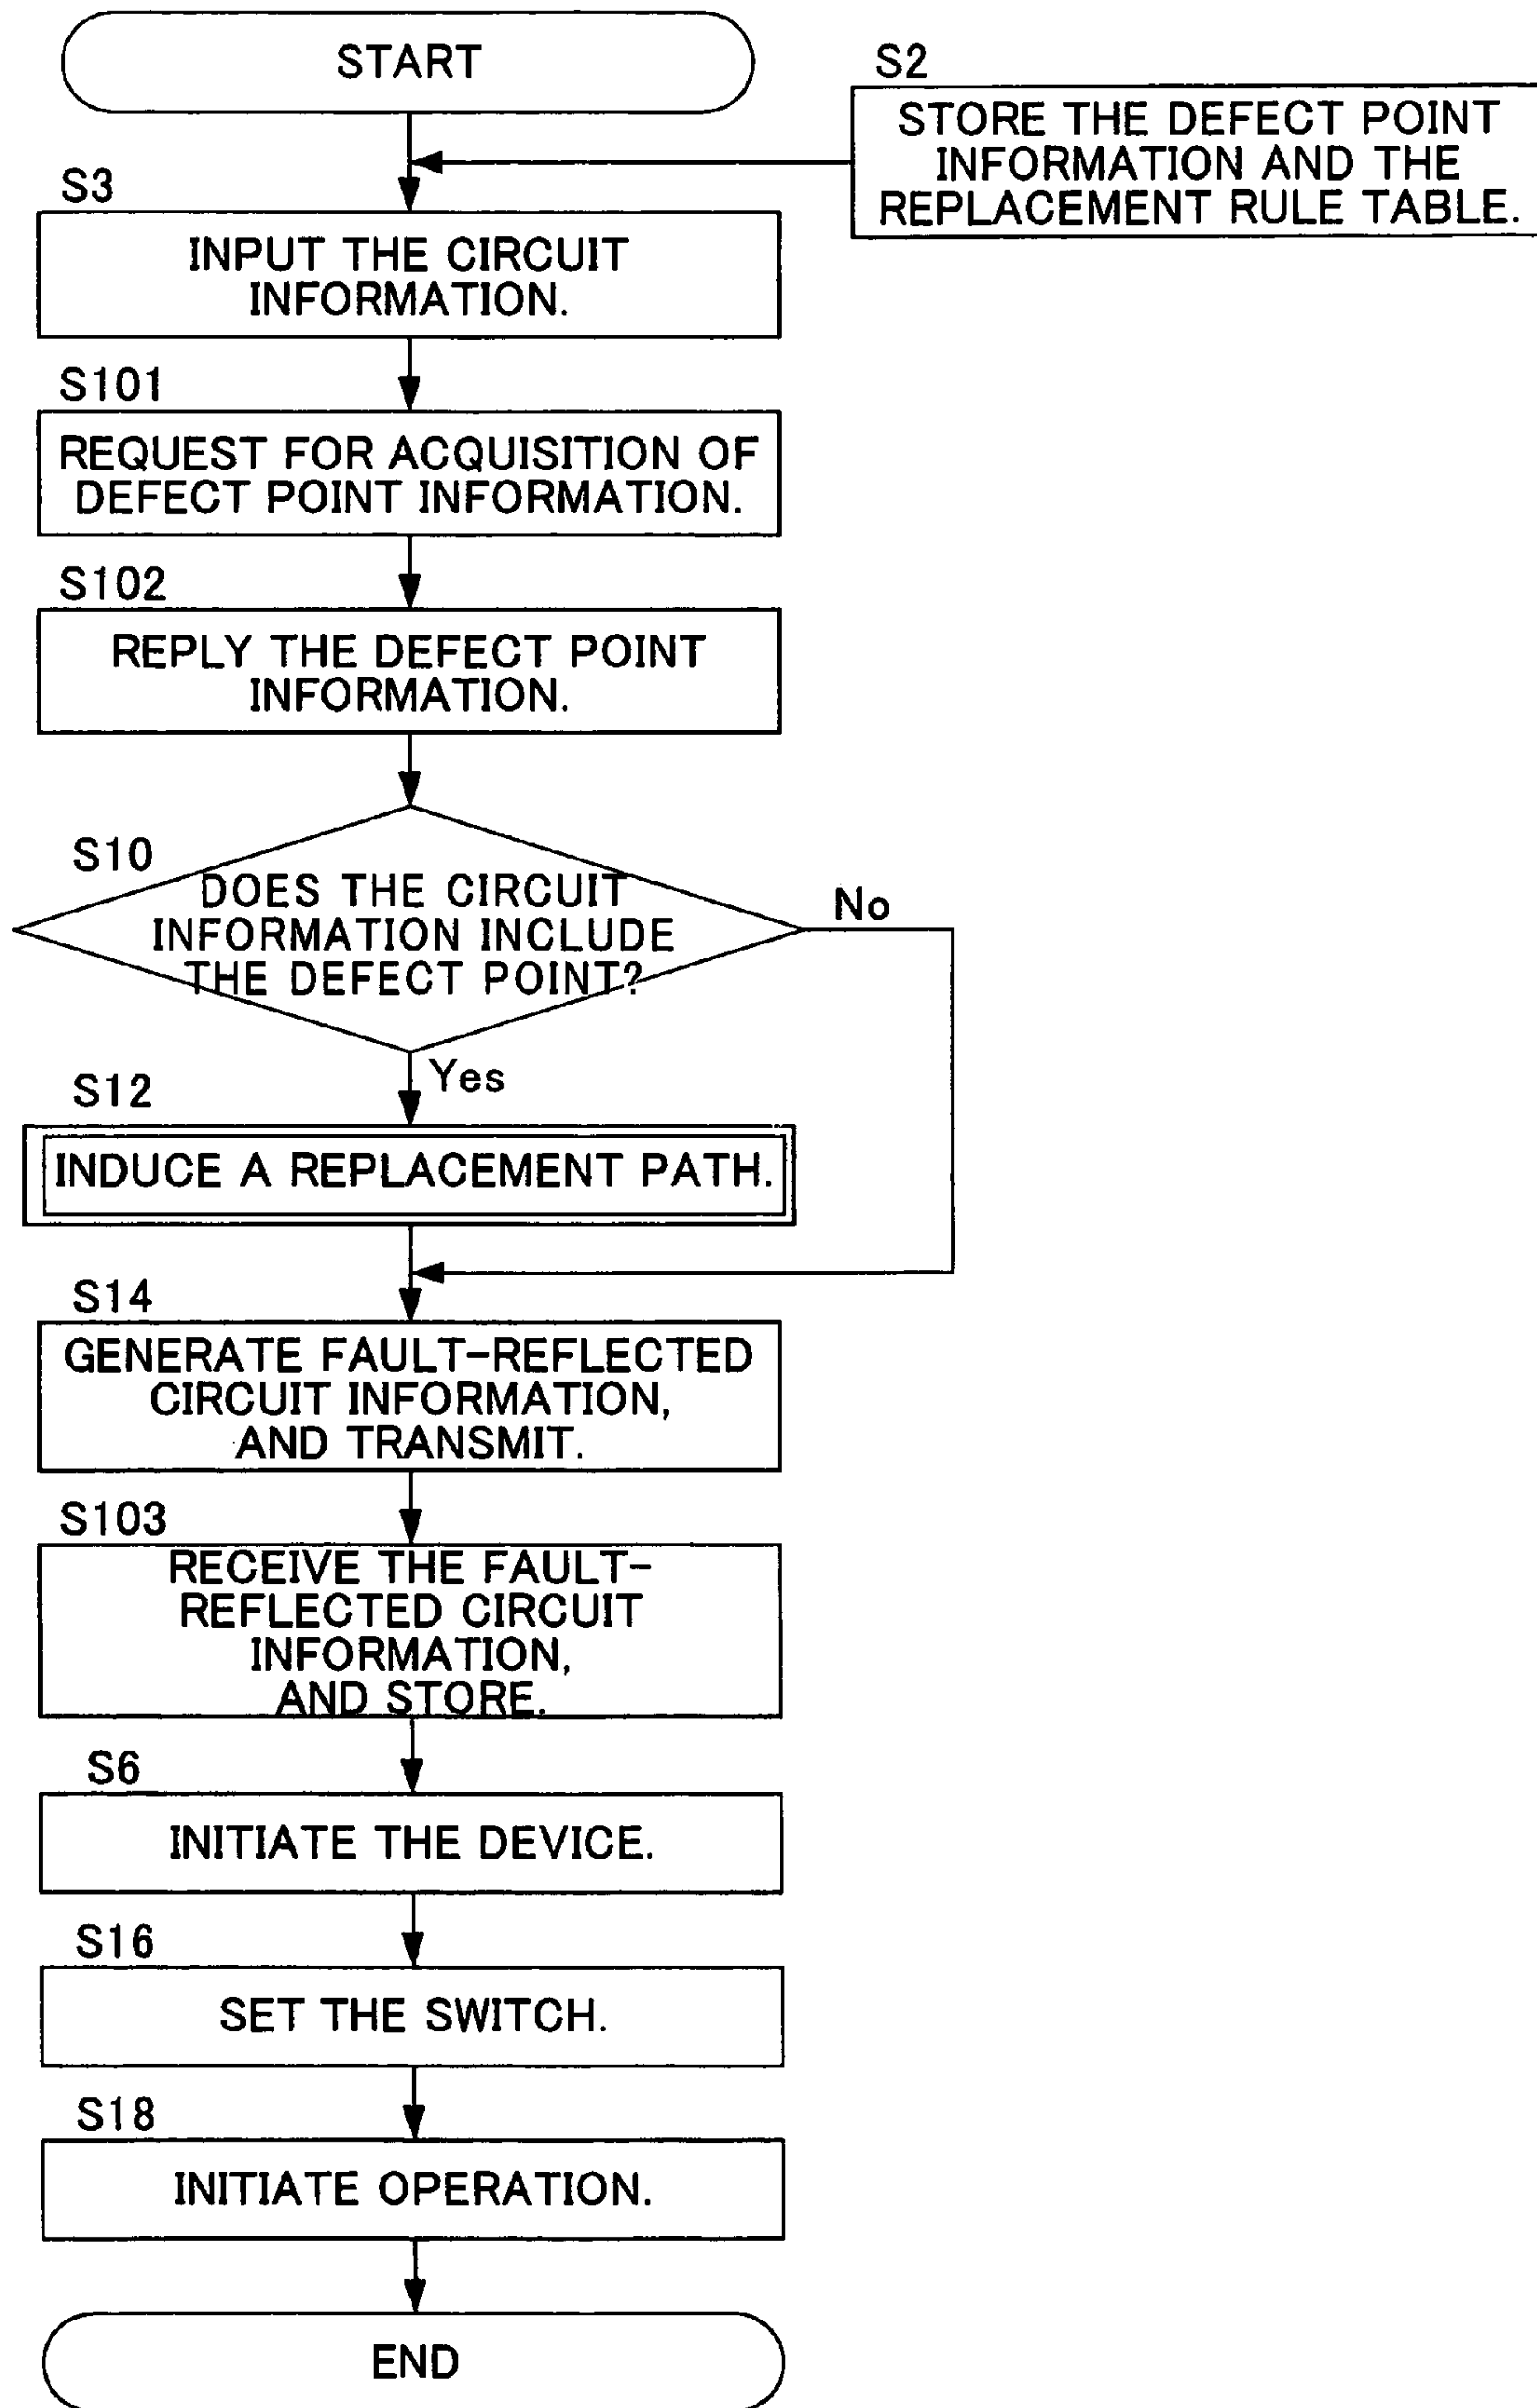 START
S2
STORE THE DEFECT POINT
INFORMATION AND THE
REPLACEMENT RULE TABLE.
S3
INPUT THE CIRCUIT
INFORMATION.
S101
REQUEST FOR ACQUISITION OF
DEFECT POINT INFORMATION.
S102
REPLY THE DEFECT POINT
INFORMATION.
S10
DOES THE CIRCUIT
INFORMATION INCLUDE
THE DEFECT POINT?
No
Yes
S12
INDUCE A REPLACEMENT PATH.
S14
GENERATE FAULT-REFLECTED
CIRCUIT INFORMATION,
AND TRANSMIT.
S103
RECEIVE THE FAULT-
REFLECTED CIRCUIT
INFORMATION,
AND STORE.
S6
INITIATE THE DEVICE.
S16
SET THE SWITCH.
S18
INITIATE OPERATION.
END